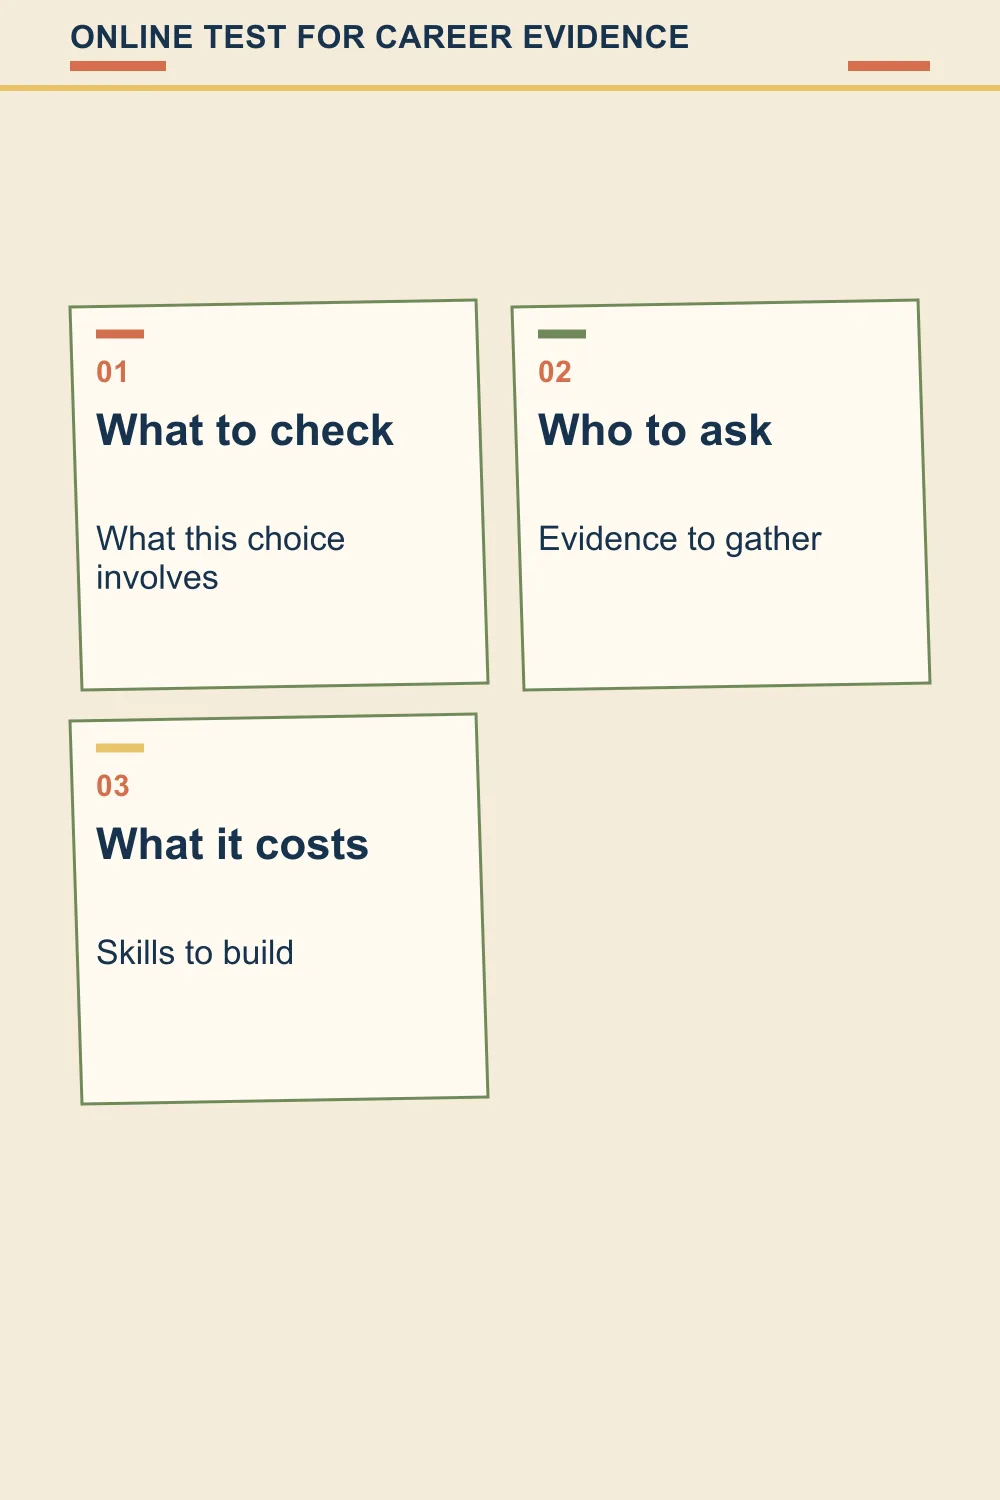 ONLINE TEST FOR CAREER EVIDENCE
01
What to check
What this choice
involves
02
Who to ask
Evidence to gather
03
What it costs
Skills to build